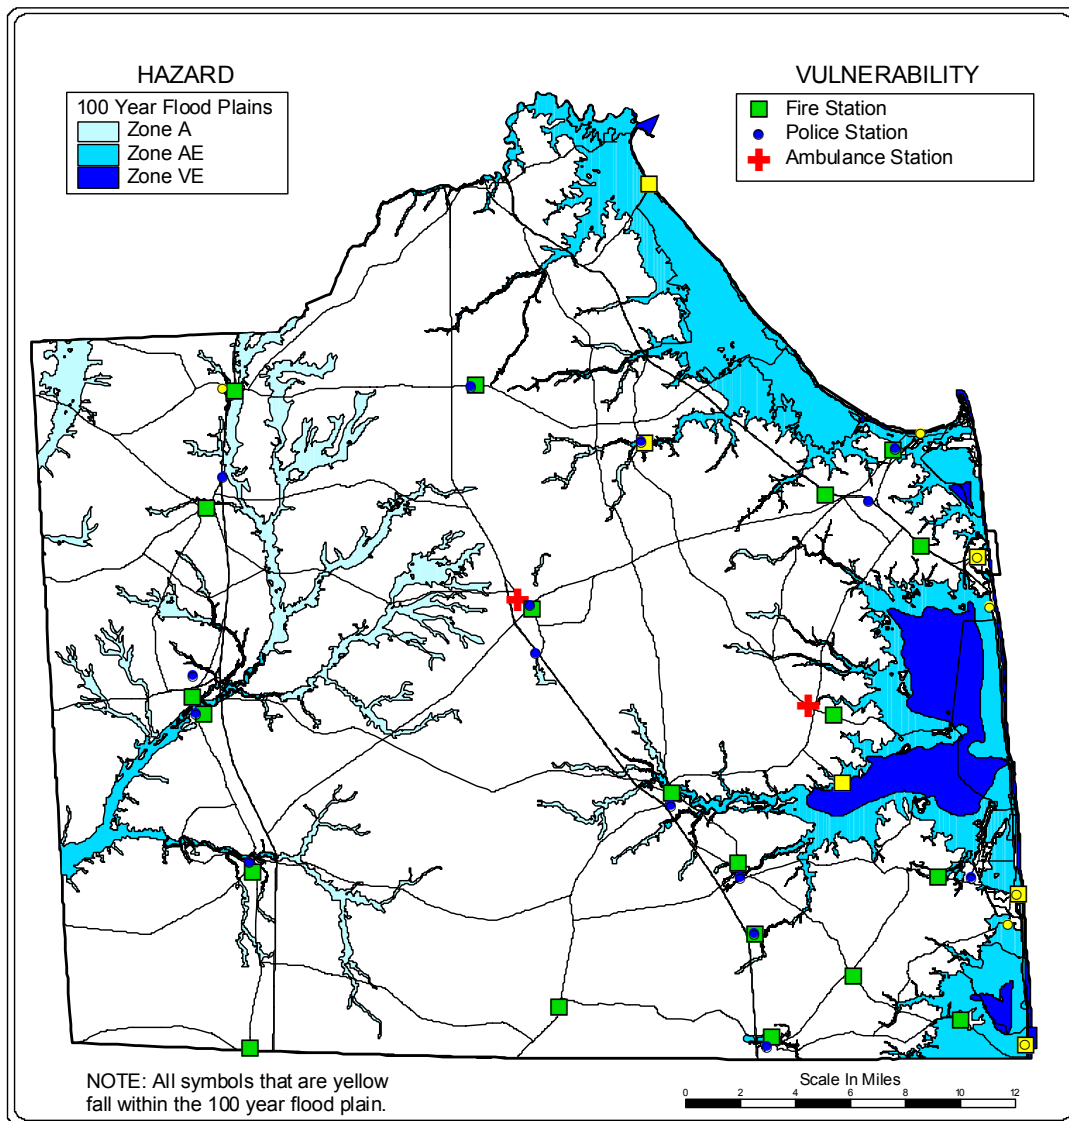 HAZARD
100 Year Flood Plains
Zone A
Zone AE
Zone VE
VULNERABILITY
Fire Station
Police Station
Ambulance Station
NOTE: All symbols that are yellow
fall within the 100 year flood plain.
Scale In Miles
0 2 4 6 8 10 12